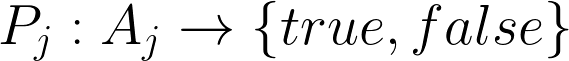 P_j : A_j → {true, false}